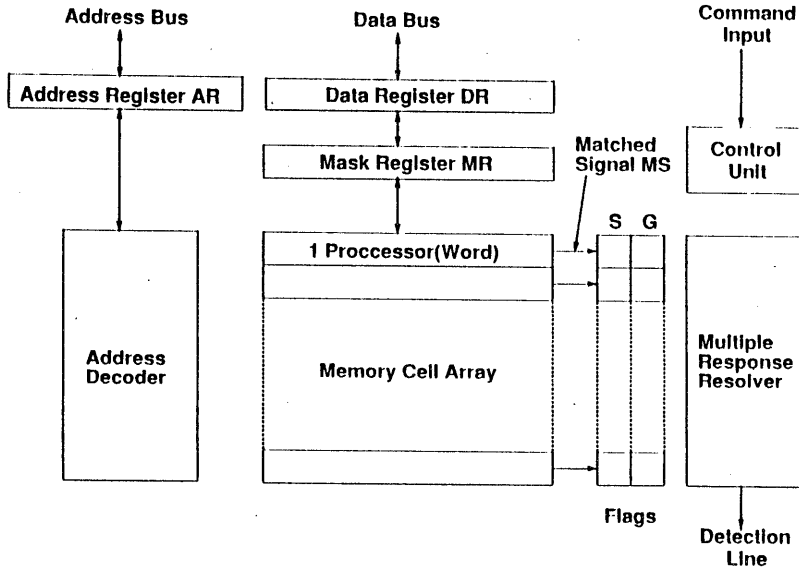 Address Bus
Data Bus
Command
Input
Address Register AR
Data Register DR
Mask Register MR
Matched
Signal MS
Control
Unit
S G
1 Proccessor(Word)
Address
Decoder
Memory Cell Array
Multiple
Response
Resolver
Flags
Detection
Line